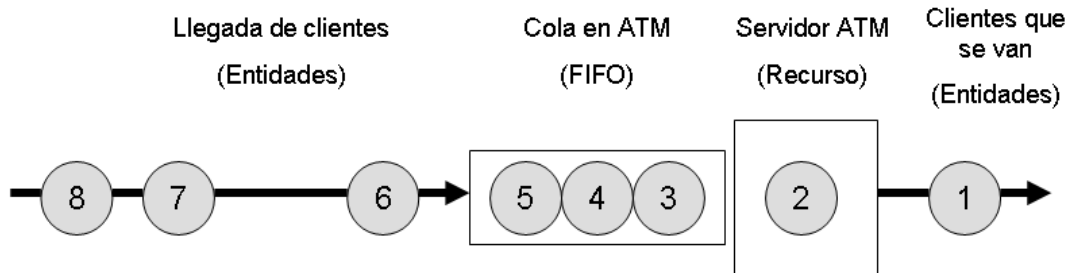 Llegada de clientes
(Entidades)
Cola en ATM
(FIFO)
Servidor ATM
(Recurso)
Clientes que
se van
(Entidades)
8 7 6 5 4 3 2 1